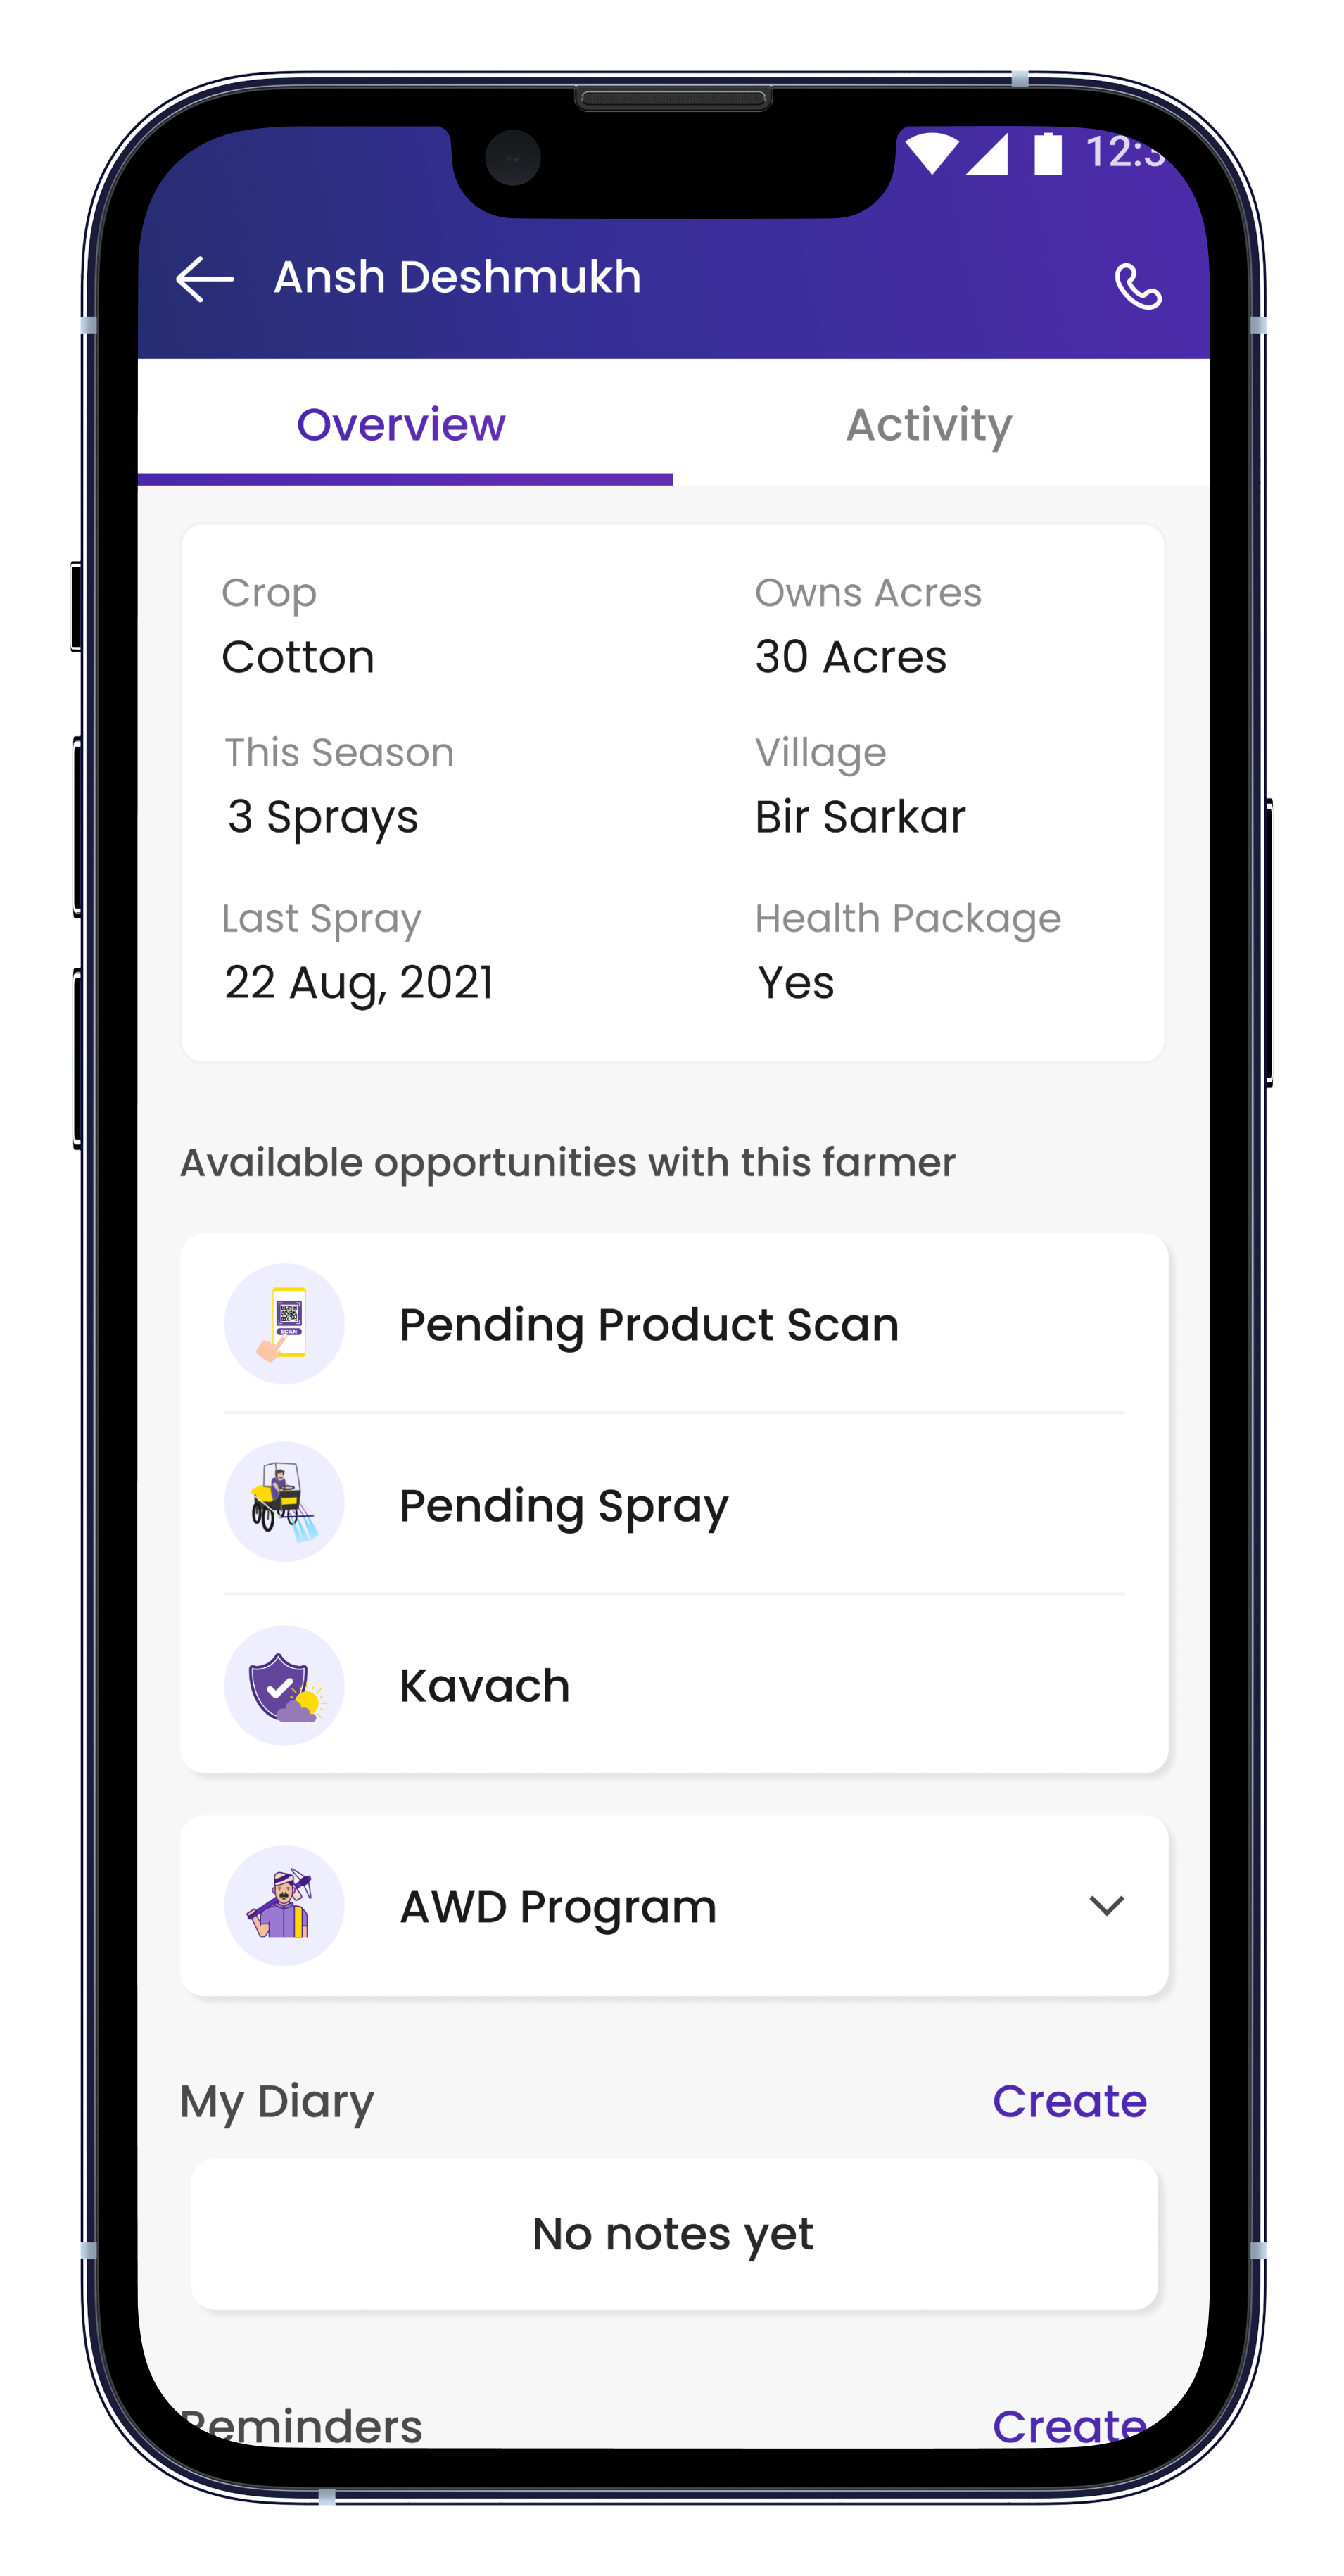 Ansh Deshmukh
Overview
Activity
Crop
Owns Acres
Cotton
30 Acres
This Season
Village
3 Sprays
Bir Sarkar
Last Spray
Health Package
22 Aug, 2021
Yes
Available opportunities with this farmer
SCAN
Pending Product Scan
Pending Spray
Kavach
AWD Program
My Diary
Create
No notes yet
Reminders
Create